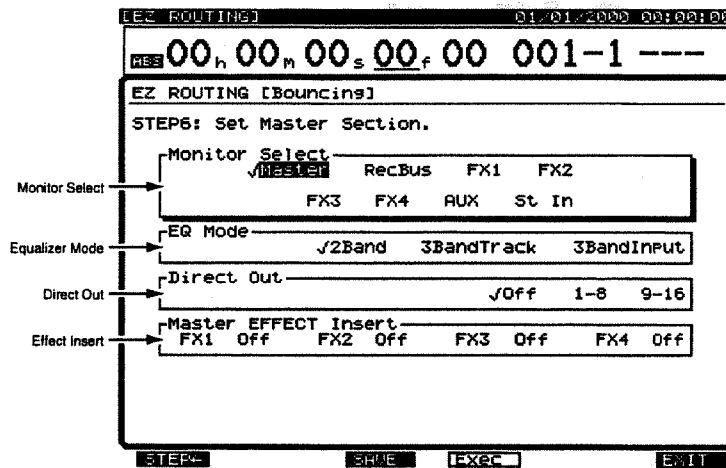 [EZ ROUTING] 01/01/2000 00:00:00
ABS 00h 00m 00s 00f 00 001-1 ---
EZ ROUTING [Bouncing]
STEP6: Set Master Section.
Monitor Select
√Master RecBus FX1 FX2
Monitor Select
FX3 FX4 AUX St In
EQ Mode
Equalizer Mode √2Band 3BandTrack 3BandInput
Direct Out
Direct Out √Off 1-8 9-16
Master EFFECT Insert
Effect Insert FX1 Off FX2 Off FX3 Off FX4 Off
STEP← SAVE Exec EXIT